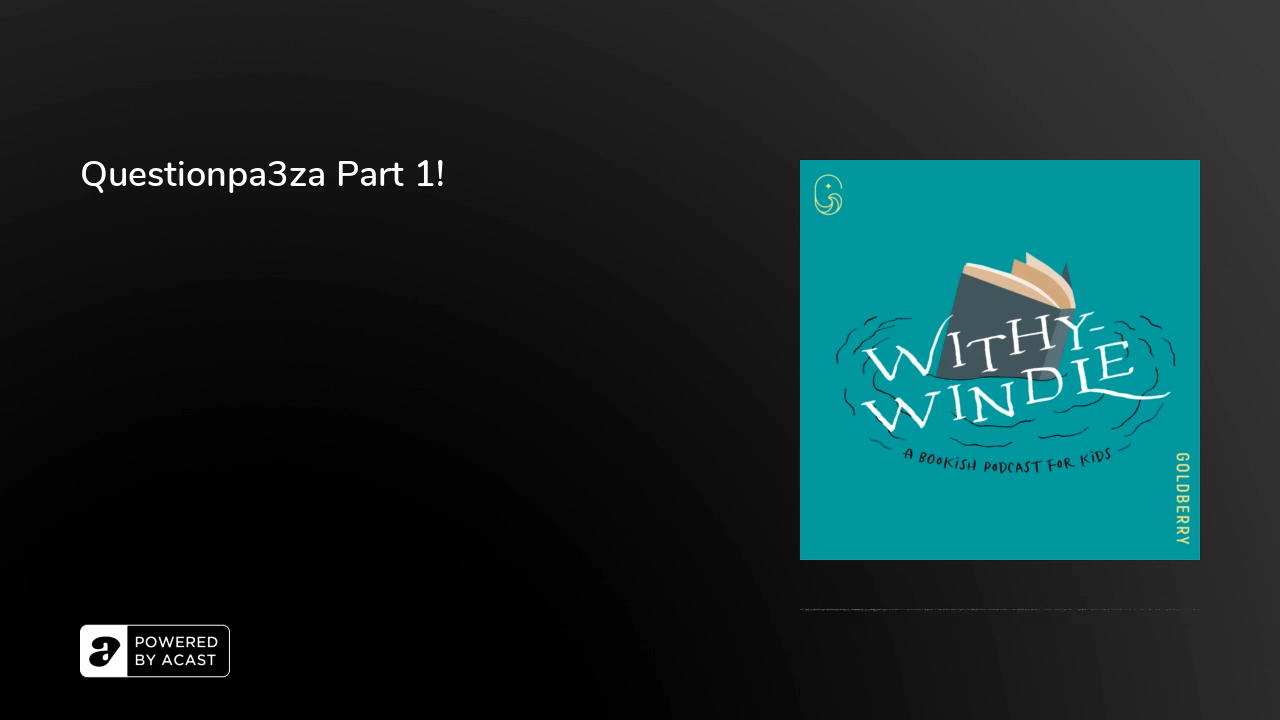 Questionpa3za Part 1!
WITHY-
WINDLE
A BOOKISH PODCAST FOR KIDS
GOLDBERRY
a POWERED
BY ACAST